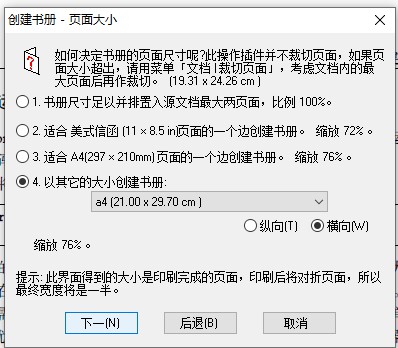 创建书册 - 页面大小
如何决定书册的页面尺寸呢?此操作插件并不裁切页面，如果页
面大小超出，请用菜单「文档 | 裁切页面」，考虑文档内的最
大页面后再作裁切。 (19.31 x 24.26 cm )
1. 书册尺寸足以并排置入源文档最大两页面，比例 100%。
2. 适合 美式信函 (11 × 8.5 in)页面的一个边创建书册。 缩放 72% 。
3. 适合 A4(297 × 210mm) 页面的一个边创建书册。 缩放 76% 。
4. 以其它的大小创建书册:
a4 (21.00 x 29.70 cm )
纵向(T) 横向(W)
缩放 76% 。
提示: 此界面得到的大小是印刷完成的页面，印刷后将对折页面，所以
最终宽度将是一半。
下一(N) 后退(B) 取消